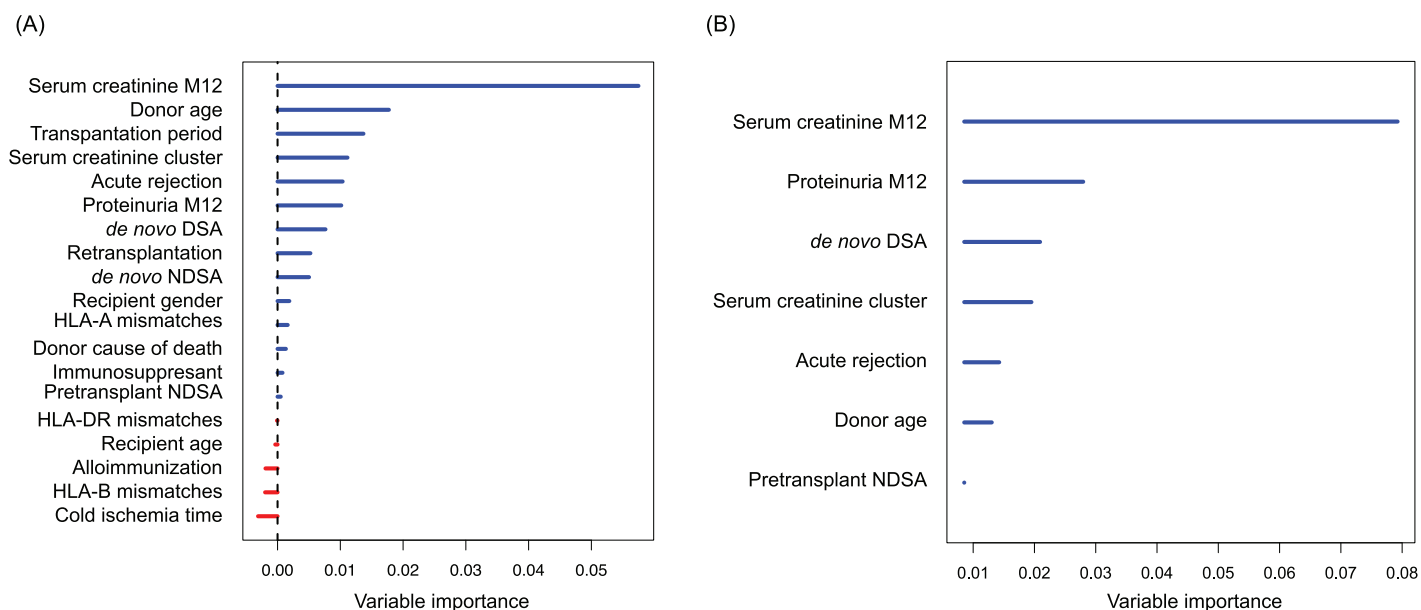 (A)
Serum creatinine M12
Donor age
Transpantation period
Serum creatinine cluster
Acute rejection
Proteinuria M12
de novo DSA
Retransplantation
de novo NDSA
Recipient gender
HLA-A mismatches
Donor cause of death
Immunosuppresant
Pretransplant NDSA
HLA-DR mismatches
Recipient age
Alloimmunization
HLA-B mismatches
Cold ischemia time
0.00 0.01 0.02 0.03 0.04 0.05
Variable importance
(B)
Serum creatinine M12
Proteinuria M12
de novo DSA
Serum creatinine cluster
Acute rejection
Donor age
Pretransplant NDSA
0.01 0.02 0.03 0.04 0.05 0.06 0.07 0.08
Variable importance